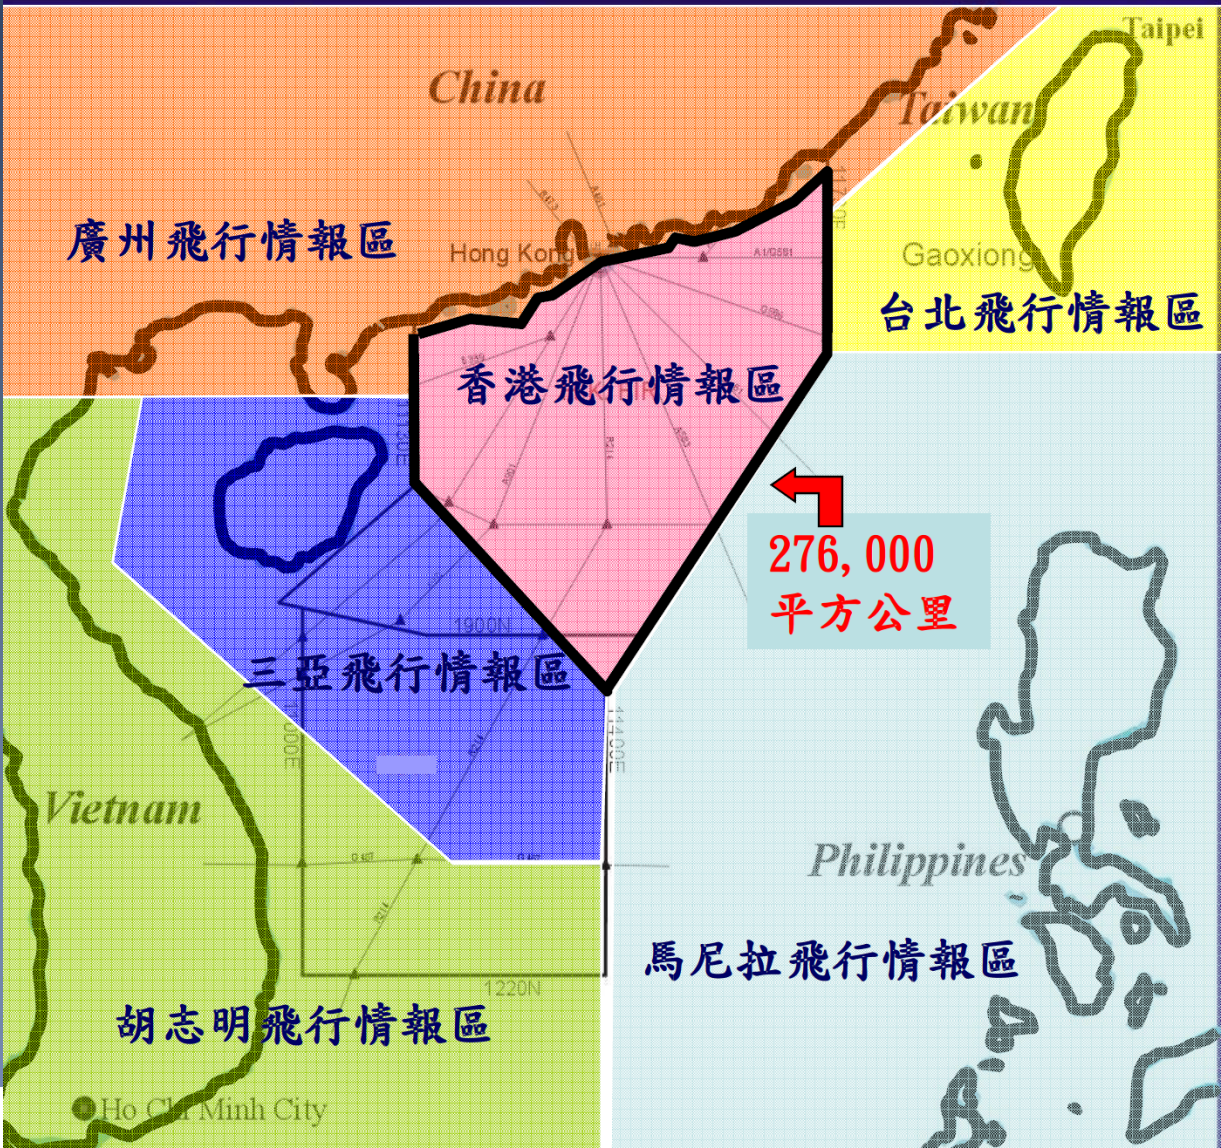 Taipei
China
Taiwan
廣州飛行情報區
Hong Kong
A1/G581
Gaoxiong
台北飛行情報區
香港飛行情報區
276,000
平方公里
1900N
三亞飛行情報區
Vietnam
Philippines
馬尼拉飛行情報區
1220N
胡志明飛行情報區
Ho Chi Minh City